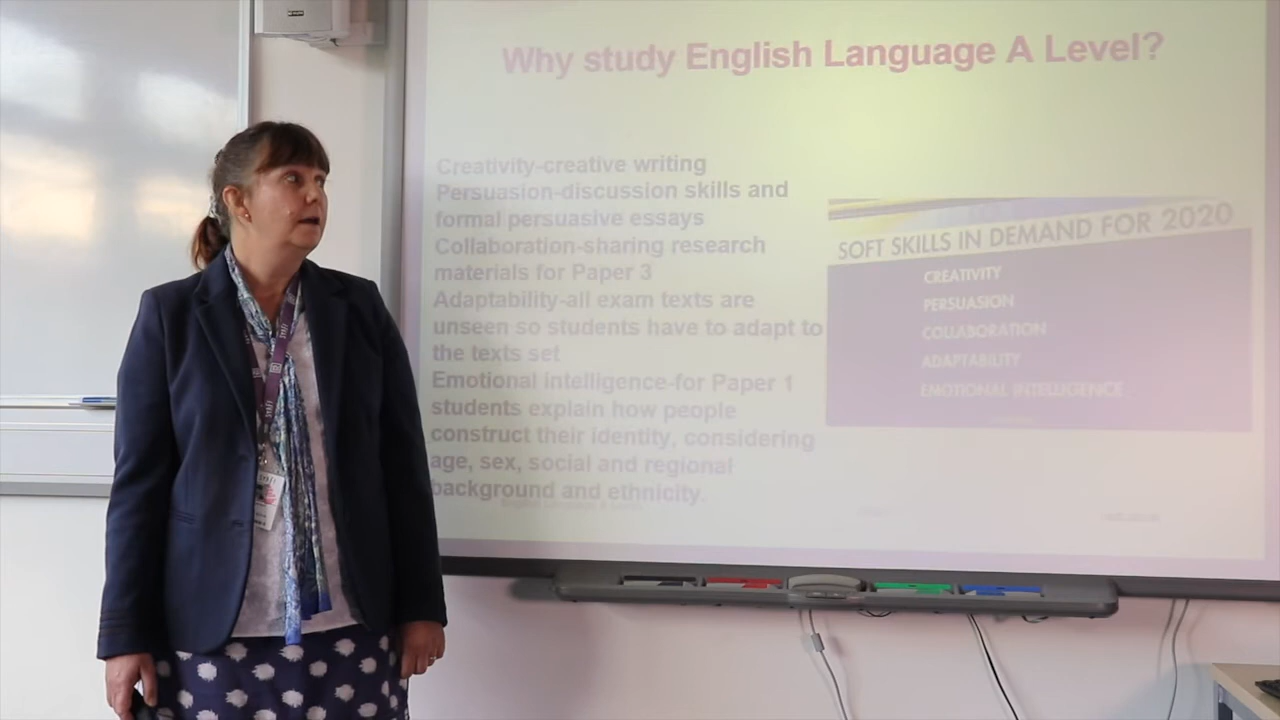 Why study English Language A Level?
Creativity-creative writing
Persuasion-discussion skills and
formal persuasive essays
Collaboration-sharing research
materials for Paper 3
Adaptability-all exam texts are
unseen so students have to adapt to
the texts set
Emotional intelligence-for Paper 1
students explain how people
construct their identity, considering
age, sex, social and regional
background and ethnicity.
SOFT SKILLS IN DEMAND FOR 2020
CREATIVITY
PERSUASION
COLLABORATION
ADAPTABILITY
EMOTIONAL INTELLIGENCE